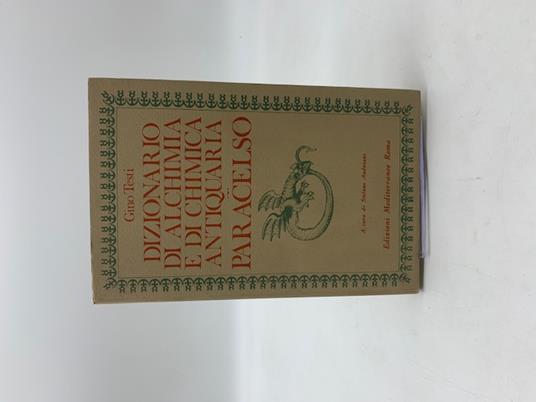 Gino Testi
DIZIONARIO
DI ALCHIMIA
E DI CHIMICA
ANTIQUARIA
PARACELSO
A cura di Stefano Andreani
Edizioni Mediterranee Roma